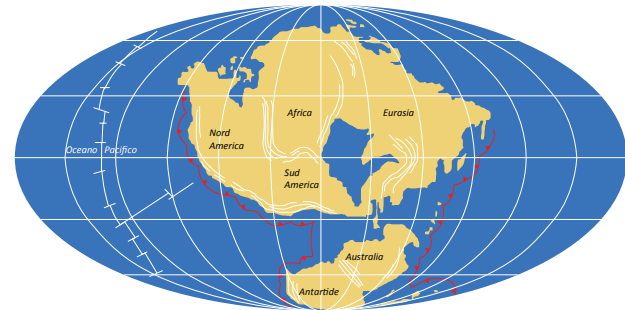 Africa
Eurasia
Nord
America
Oceano Pacifico
Sud
America
Australia
Antartide